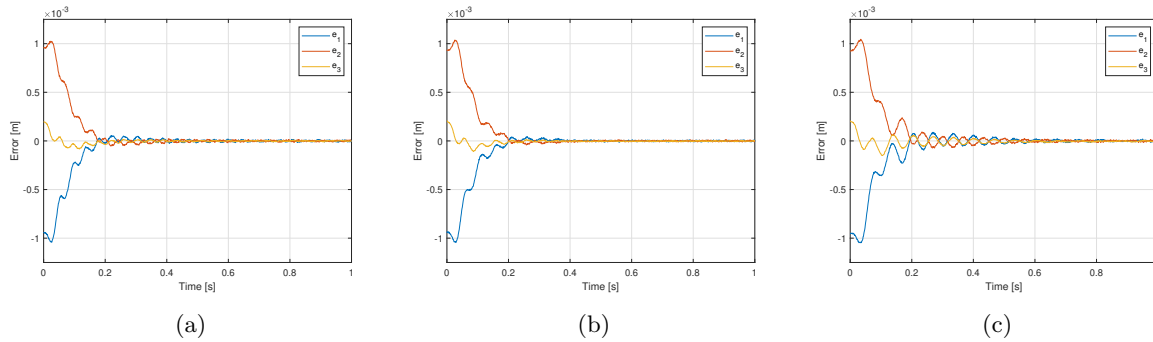 ×10⁻³
1
0.5
0
-0.5
-1
Error [m]
0 0.2 0.4 0.6 0.8 1
Time [s]
e₁
e₂
e₃
(a)
×10⁻³
1
0.5
0
-0.5
-1
Error [m]
0 0.2 0.4 0.6 0.8 1
Time [s]
e₁
e₂
e₃
(b)
×10⁻³
1
0.5
0
-0.5
-1
Error [m]
0 0.2 0.4 0.6 0.8
Time [s]
e₁
e₂
e₃
(c)